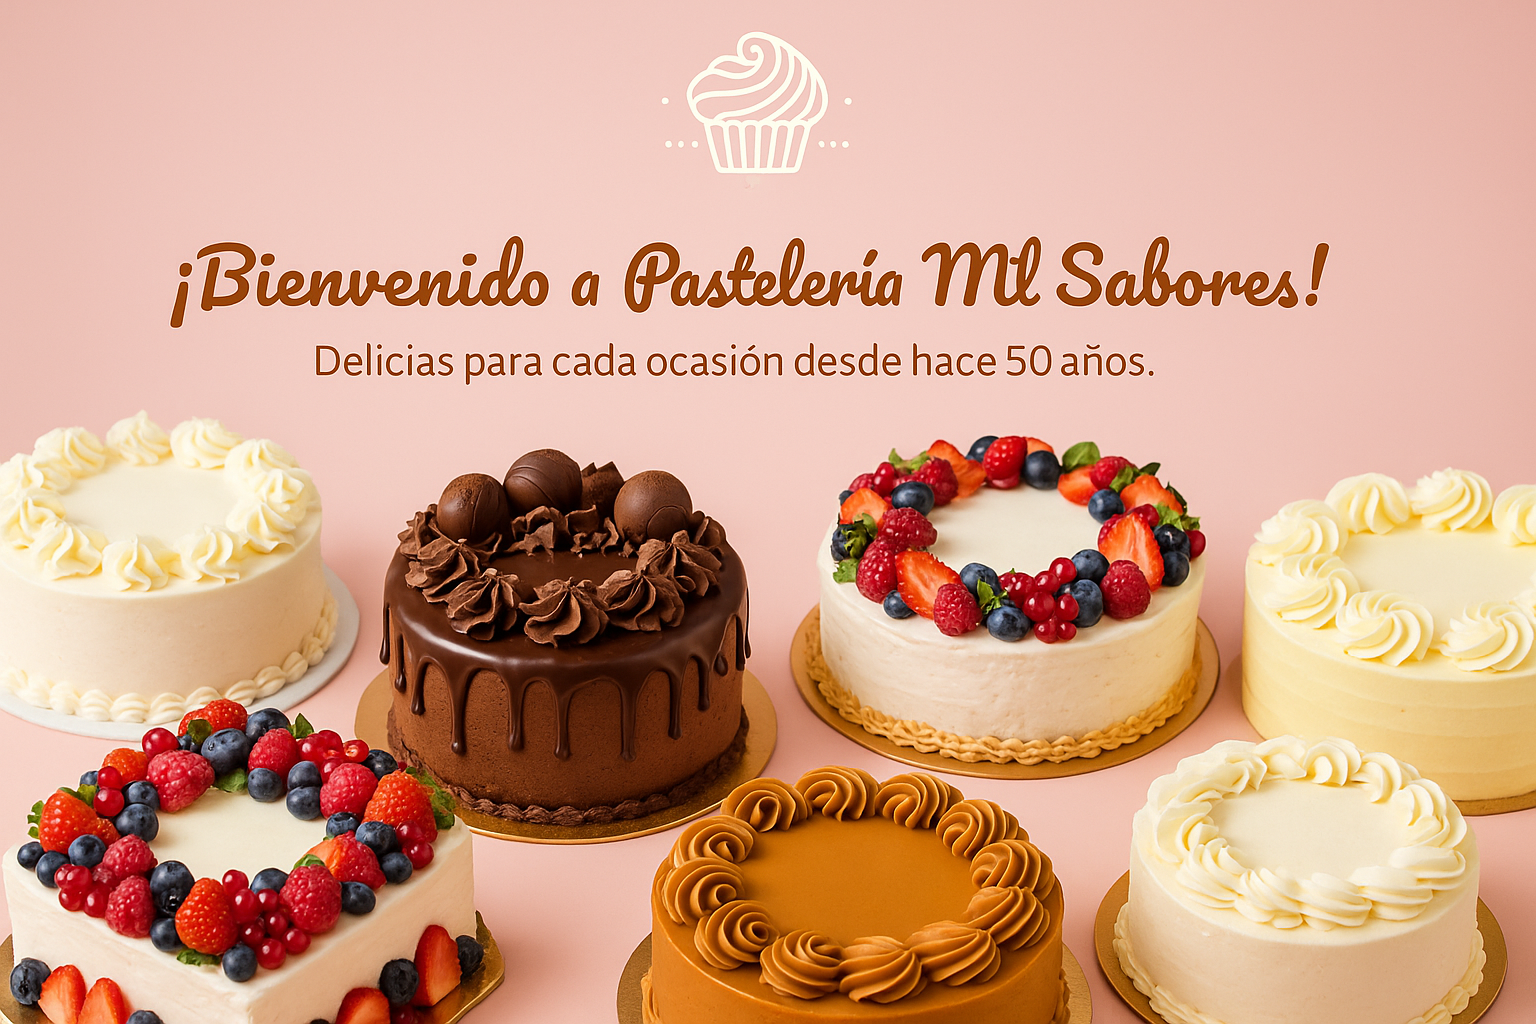 ¡Bienvenido a Pastelería Ml Sabores!
Delicias para cada ocasión desde hace 50 años.